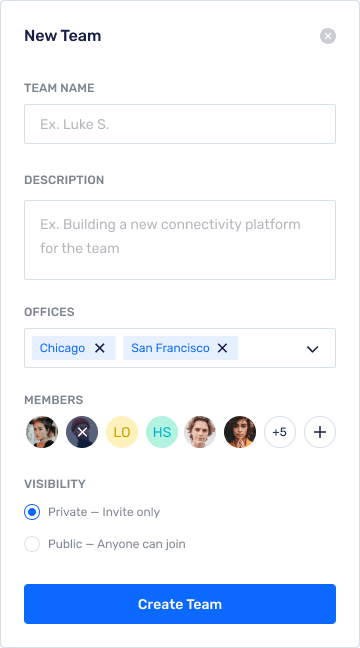 New Team
TEAM NAME
Ex. Luke S.
DESCRIPTION
Ex. Building a new connectivity platform
for the team
OFFICES
Chicago San Francisco
MEMBERS
LO HS +5
VISIBILITY
Private — Invite only
Public — Anyone can join
Create Team